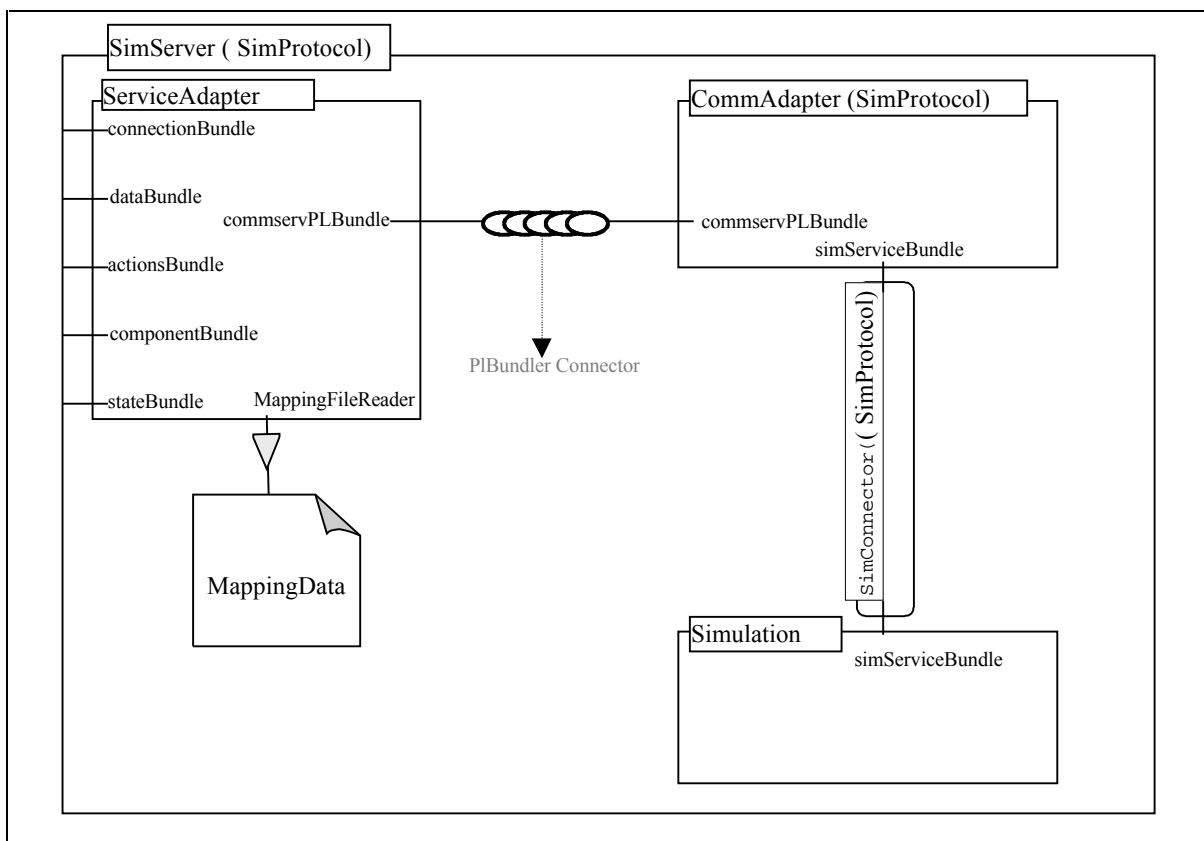 SimServer ( SimProtocol)
ServiceAdapter
connectionBundle
dataBundle
commservPLBundle
actionsBundle
componentBundle
stateBundle
MappingFileReader
MappingData
PlBundler Connector
CommAdapter (SimProtocol)
commservPLBundle
simServiceBundle
SimConnector(( SimProtocol)
Simulation
simServiceBundle